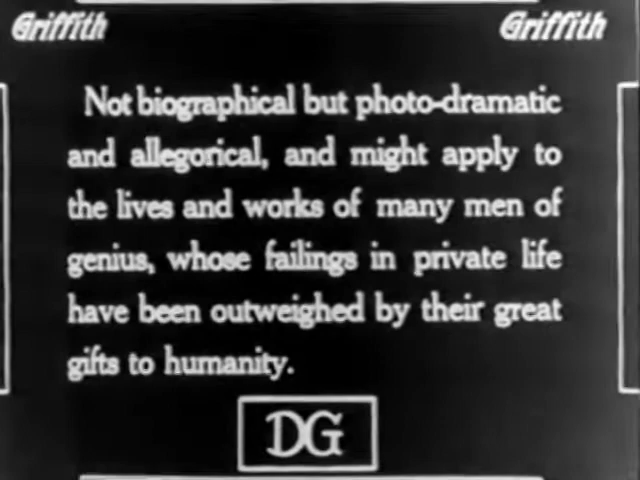 Griffith Griffith
Not biographical but photo-dramatic
and allegorical, and might apply to
the lives and works of many men of
genius, whose failings in private life
have been outweighed by their great
gifts to humanity.
DG